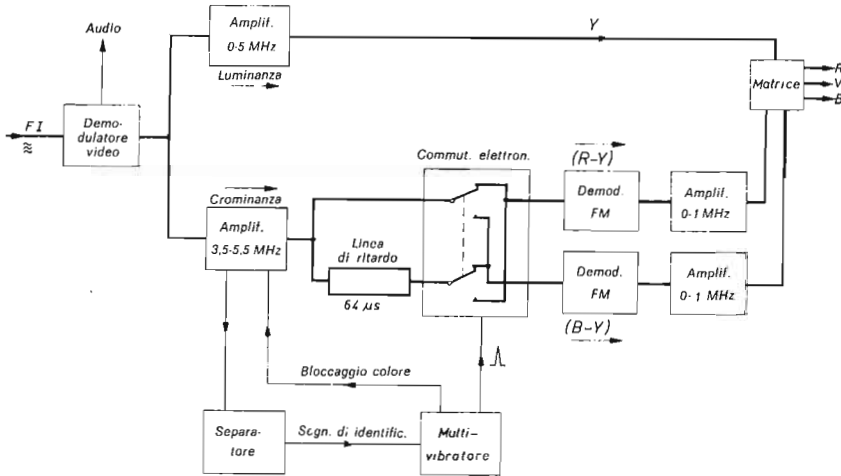 Audio
Amplif.
0-5 MHz
Luminanza
Y
R
V
B
Matrice
FI
Demo-
dulatore
video
Commut. elettron.
(R-Y)
Crominanza
Amplif.
3,5-5,5 MHz
Linea
di ritardo
64 µs
Demod.
FM
Amplif.
0-1 MHz
Demod.
FM
Amplif.
0-1 MHz
(B-Y)
Bloccaggio colore
Separa-
tore
Segn. di identific.
Multi-
vibratore